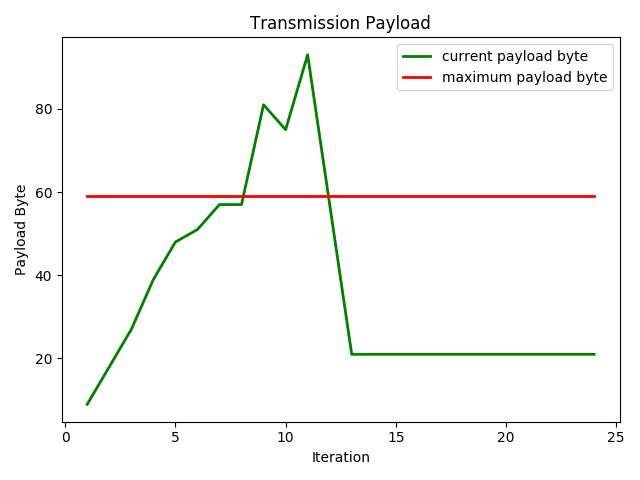 Transmission Payload
current payload byte
maximum payload byte
Payload Byte
80
60
40
20
0
5
10
15
20
25
Iteration